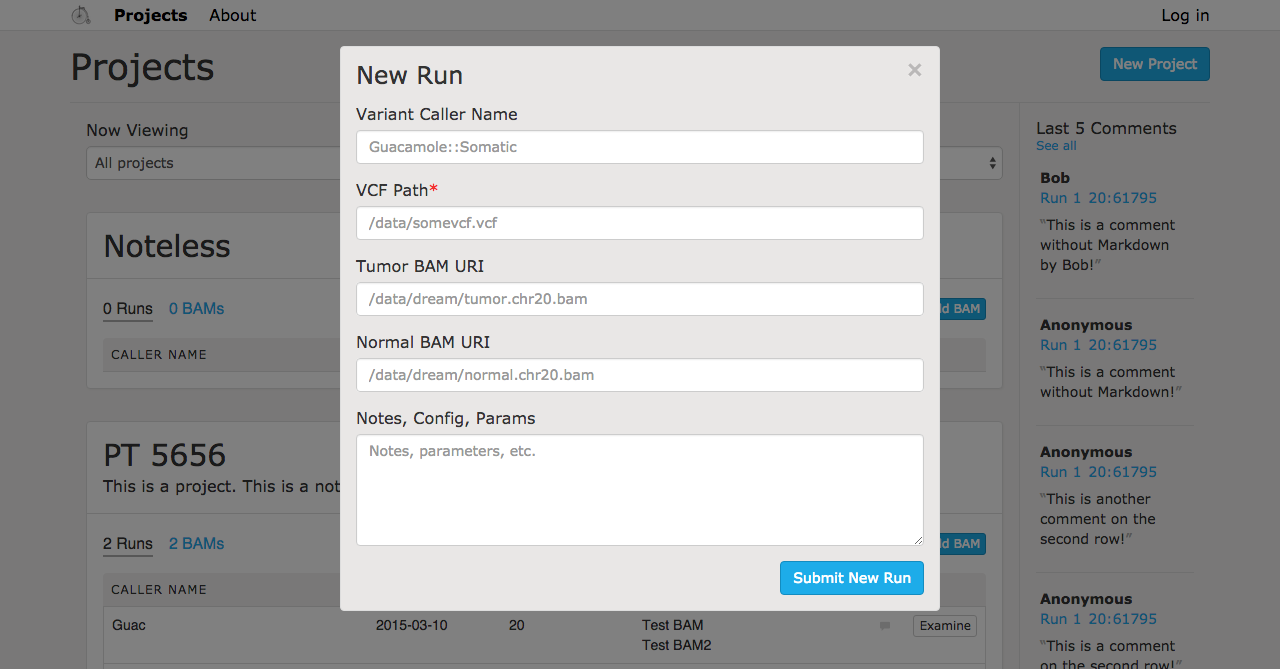 Projects About Log in
Projects
New Project
Now Viewing
All projects
Noteless
0 Runs 0 BAMs
CALLER NAME
PT 5656
This is a project. This is a
2 Runs 2 BAMs
BAM
CALLER NAME
Guac 2015-03-10 20 Test BAM Examine
Test BAM2
New Run
×
Variant Caller Name
Guacamole::Somatic
VCF Path*
/data/somevcf.vcf
Tumor BAM URI
/data/dream/tumor.chr20.bam
Normal BAM URI
/data/dream/normal.chr20.bam
Notes, Config, Params
Notes, parameters, etc.
Submit New Run
BAM
Last 5 Comments
See all
Bob
Run 1 20:61795
"This is a comment
without Markdown
by Bob!"
Anonymous
Run 1 20:61795
"This is a comment
without Markdown!"
Anonymous
Run 1 20:61795
"This is another
comment on the
second row!"
Anonymous
Run 1 20:61795
"This is a comment
on the second row!"